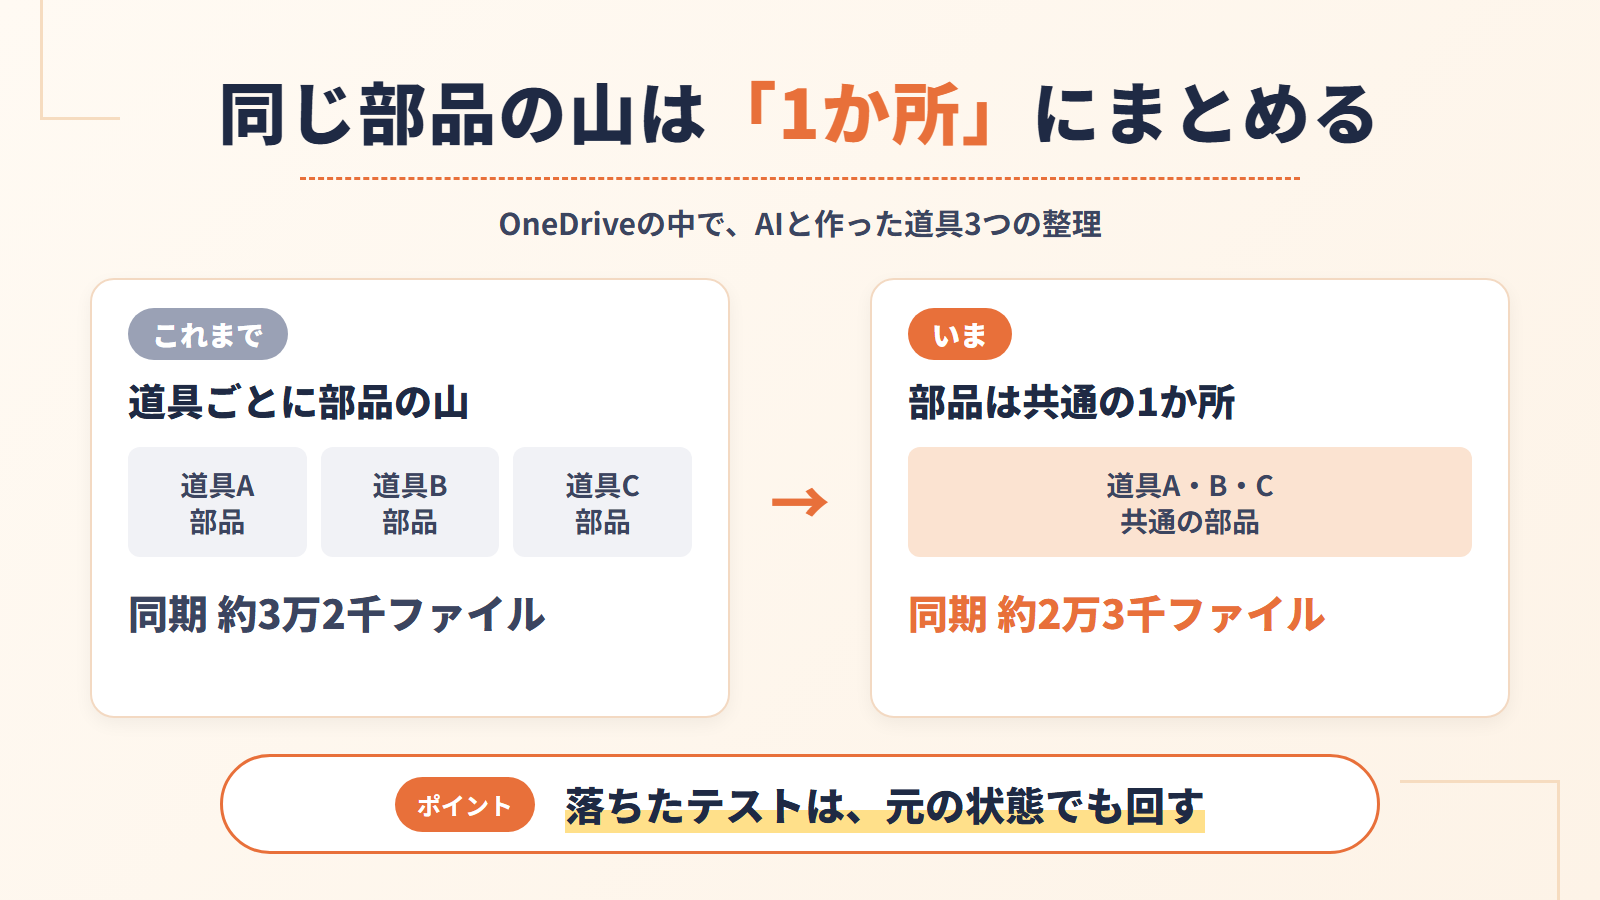 同じ部品の山は「1か所」にまとめる
OneDriveの中で、AIと作った道具3つの整理
これまで
道具ごとに部品の山
道具A
部品
道具B
部品
道具C
部品
同期 約3万2千ファイル
→
いま
部品は共通の1か所
道具A・B・C
共通の部品
同期 約2万3千ファイル
ポイント 落ちたテストは、元の状態でも回す